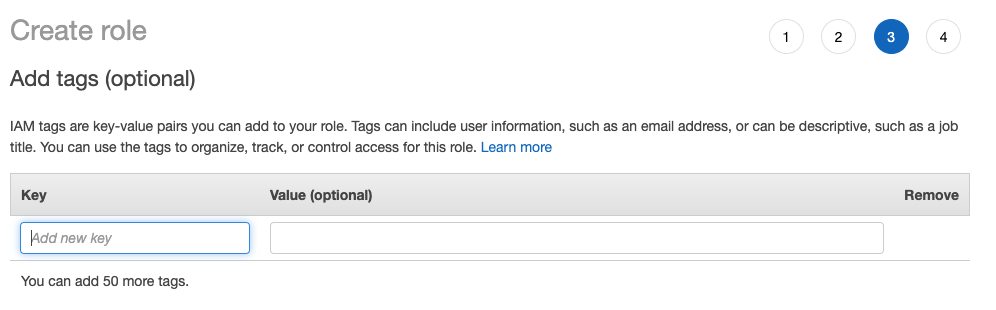 Create role
1 2 3 4
Add tags (optional)
IAM tags are key-value pairs you can add to your role. Tags can include user information, such as an email address, or can be descriptive, such as a job
title. You can use the tags to organize, track, or control access for this role. Learn more
Key Value (optional) Remove
Add new key
You can add 50 more tags.